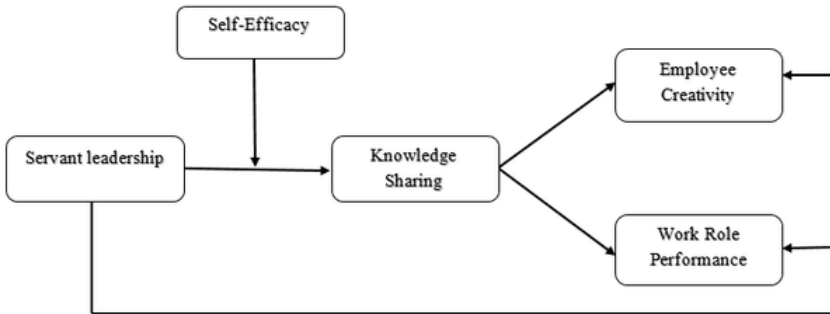 Self-Efficacy
Employee
Creativity
Servant leadership
Knowledge
Sharing
Work Role
Performance